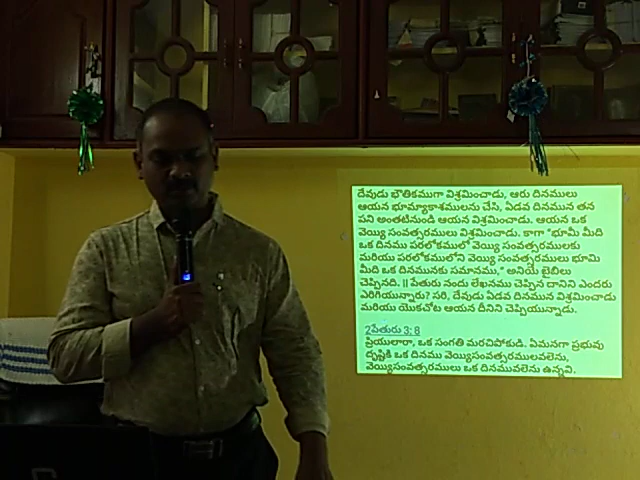 దేవుడు భౌతికముగా విశ్రమించాడు, ఆరు దినములు
ఆయన భూమ్యాకాశములను చేసి, ఏడవ దినమున తన
పని అంతటినుండి ఆయన విశ్రమించాడు. ఆయన ఒక
వెయ్యి సంవత్సరములు విశ్రమించాడు. కాగా "భూమి మీది
ఒక దినము పరలోకములో వెయ్యి సంవత్సరములకు
మరియు పరలోకములోని వెయ్యి సంవత్సరములు భూమి
మీది ఒక దినమునకు సమానము," అనియే బైబిలు
చెప్పినది. II పేతురు నందు లేఖనము చెప్పిన దానిని ఎందరు
ఎరిగియున్నారు? సరి, దేవుడు ఏడవ దినమున విశ్రమించాడు
మరియు యొకచోట ఆయన దీనిని చెప్పియున్నాడు.
2పేతురు 3: 8
ప్రియులారా, ఒక సంగతి మరచిపోకుడి. ఏమనగా ప్రభువు
దృష్టికి ఒక దినము వెయ్యిసంవత్సరములవలెను,
వెయ్యిసంవత్సరములు ఒక దినమువలెను ఉన్నవి.